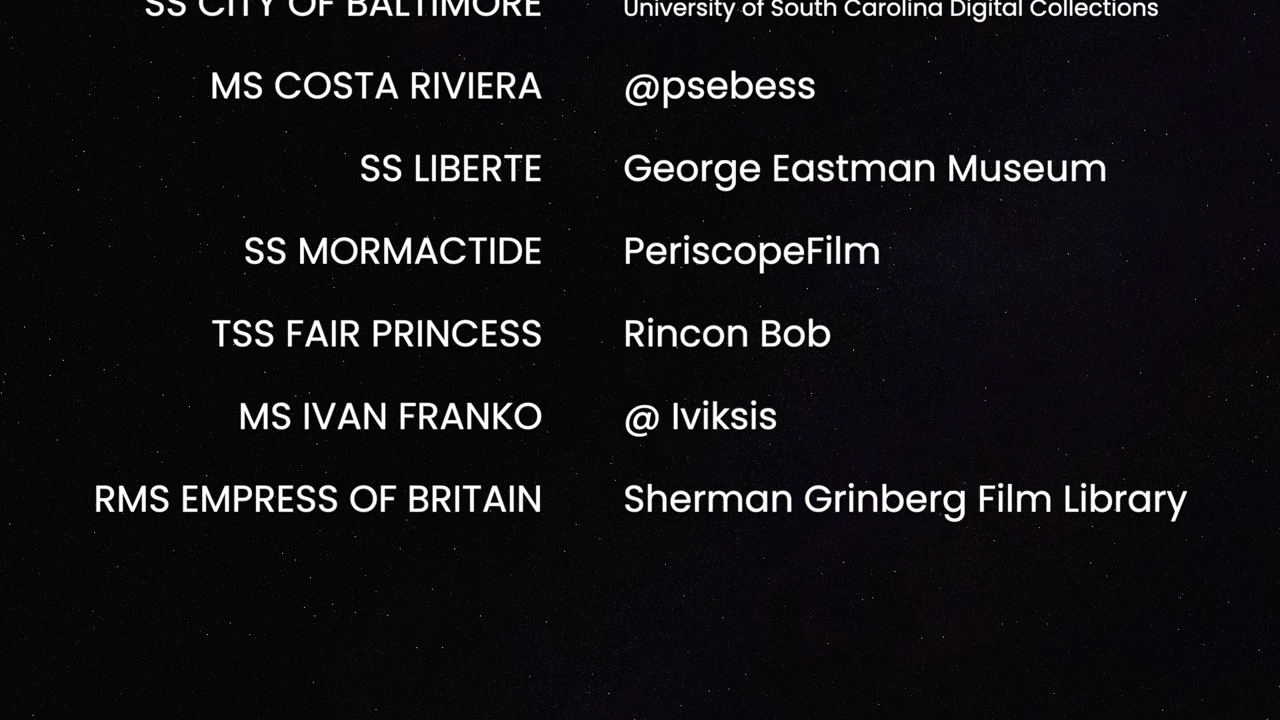 SS CITY OF BALTIMORE University of South Carolina Digital Collections
MS COSTA RIVIERA @psebess
SS LIBERTE George Eastman Museum
SS MORMACTIDE PeriscopeFilm
TSS FAIR PRINCESS Rincon Bob
MS IVAN FRANKO @ Iviksis
RMS EMPRESS OF BRITAIN Sherman Grinberg Film Library